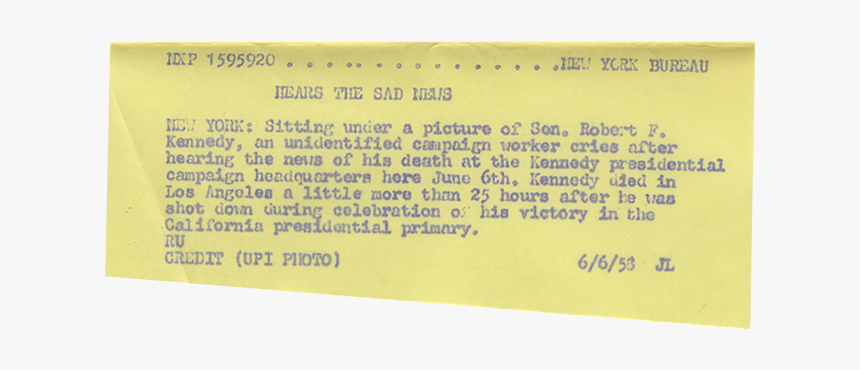 NXP 1595920 . . . . . . . . . . . . . . . .NEW YORK BUREAU
HEARS THE SAD NEWS
NEW YORK: Sitting under a picture of Sen. Robert F.
Kennedy, an unidentified campaign worker cries after
hearing the news of his death at the Kennedy presidential
campaign headquarters here June 6th. Kennedy died in
Los Angeles a little more than 25 hours after he was
shot down during celebration of his victory in the
California presidential primary.
RU
CREDIT (UPI PHOTO)
6/6/58 JL